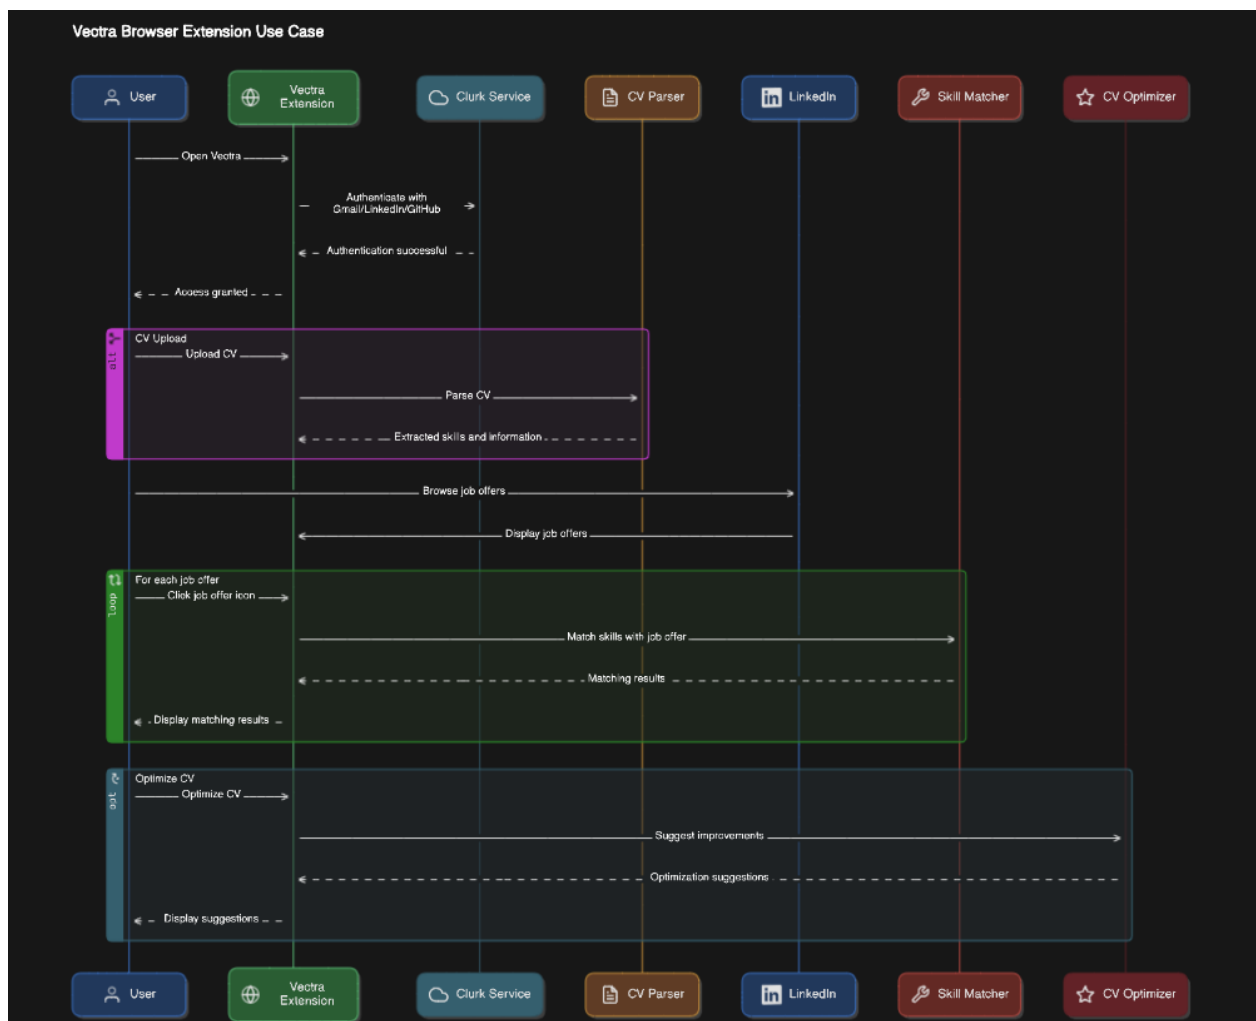 Vectra Browser Extension Use Case
User
Vectra
Extension
Clurk Service
CV Parser
LinkedIn
Skill Matcher
CV Optimizer
Open Vectra
Authenticate with
Gmail/LinkedIn/GitHub
Authentication successful
Access granted
alt
CV Upload
Upload CV
Parse CV
Extracted skills and information
Browse job offers
Display job offers
loop
For each job offer
Click job offer icon
Match skills with job offer
Matching results
Display matching results
opt
Optimize CV
Optimize CV
Suggest improvements
Optimization suggestions
Display suggestions
User
Vectra
Extension
Clurk Service
CV Parser
LinkedIn
Skill Matcher
CV Optimizer